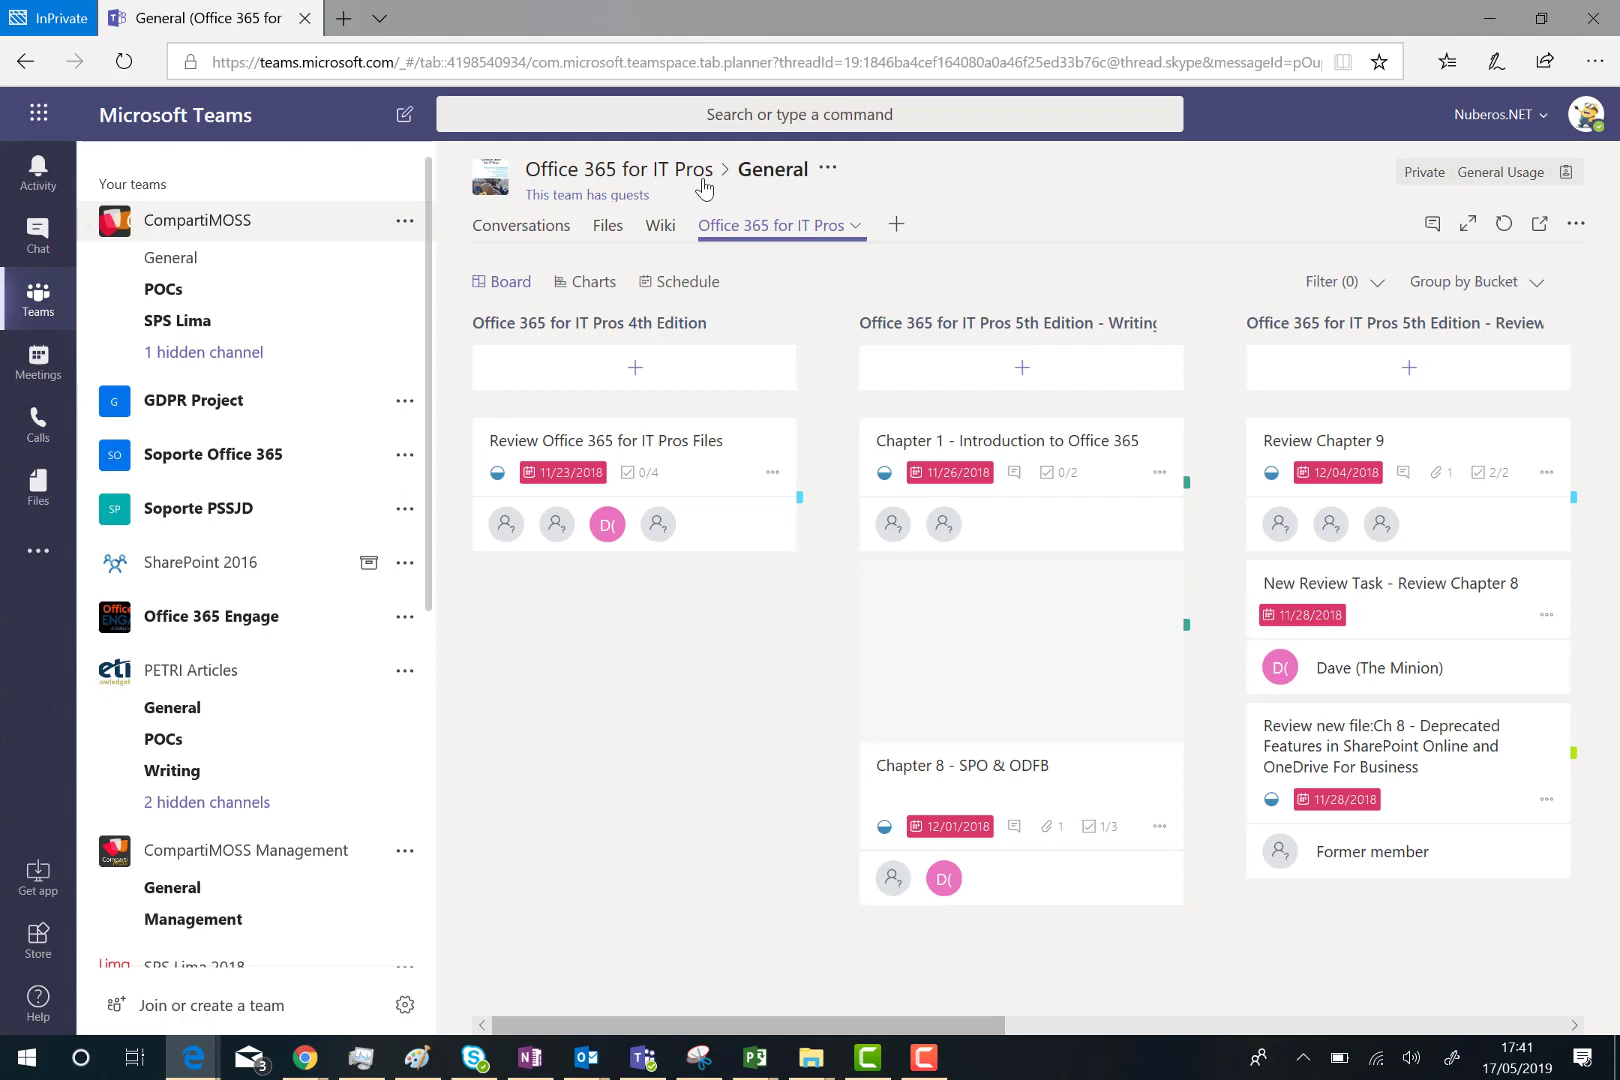 InPrivate
General (Office 365 for
https://teams.microsoft.com/_#/tab::4198540934/com.microsoft.teamspace.tab.planner?threadId=19:1846ba4cef164080a0a46f25ed33b76c@thread.skype&messageId=pOu
Microsoft Teams
Search or type a command
Nuberos.NET
Activity
Chat
Teams
Meetings
Calls
Files
Get app
Store
Help
Your teams
CompartiMOSS
General
POCs
SPS Lima
1 hidden channel
G
GDPR Project
SO
Soporte Office 365
SP
Soporte PSSJD
SharePoint 2016
Office 365 Engage
PETRI Articles
General
POCs
Writing
2 hidden channels
CompartiMOSS Management
General
Management
SPS Lima 2018
Join or create a team
Office 365 for IT Pros > General
This team has guests
Private General Usage
Conversations Files Wiki Office 365 for IT Pros
Board Charts Schedule
Filter (0) Group by Bucket
Office 365 for IT Pros 4th Edition
Review Office 365 for IT Pros Files
11/23/2018 0/4
D(
Office 365 for IT Pros 5th Edition - Writing
Chapter 1 - Introduction to Office 365
11/26/2018 0/2
Chapter 8 - SPO & ODFB
12/01/2018 1 1/3
D(
Office 365 for IT Pros 5th Edition - Review
Review Chapter 9
12/04/2018 1 2/2
New Review Task - Review Chapter 8
11/28/2018
D( Dave (The Minion)
Review new file:Ch 8 - Deprecated
Features in SharePoint Online and
OneDrive For Business
11/28/2018
Former member
3
17:41
17/05/2019